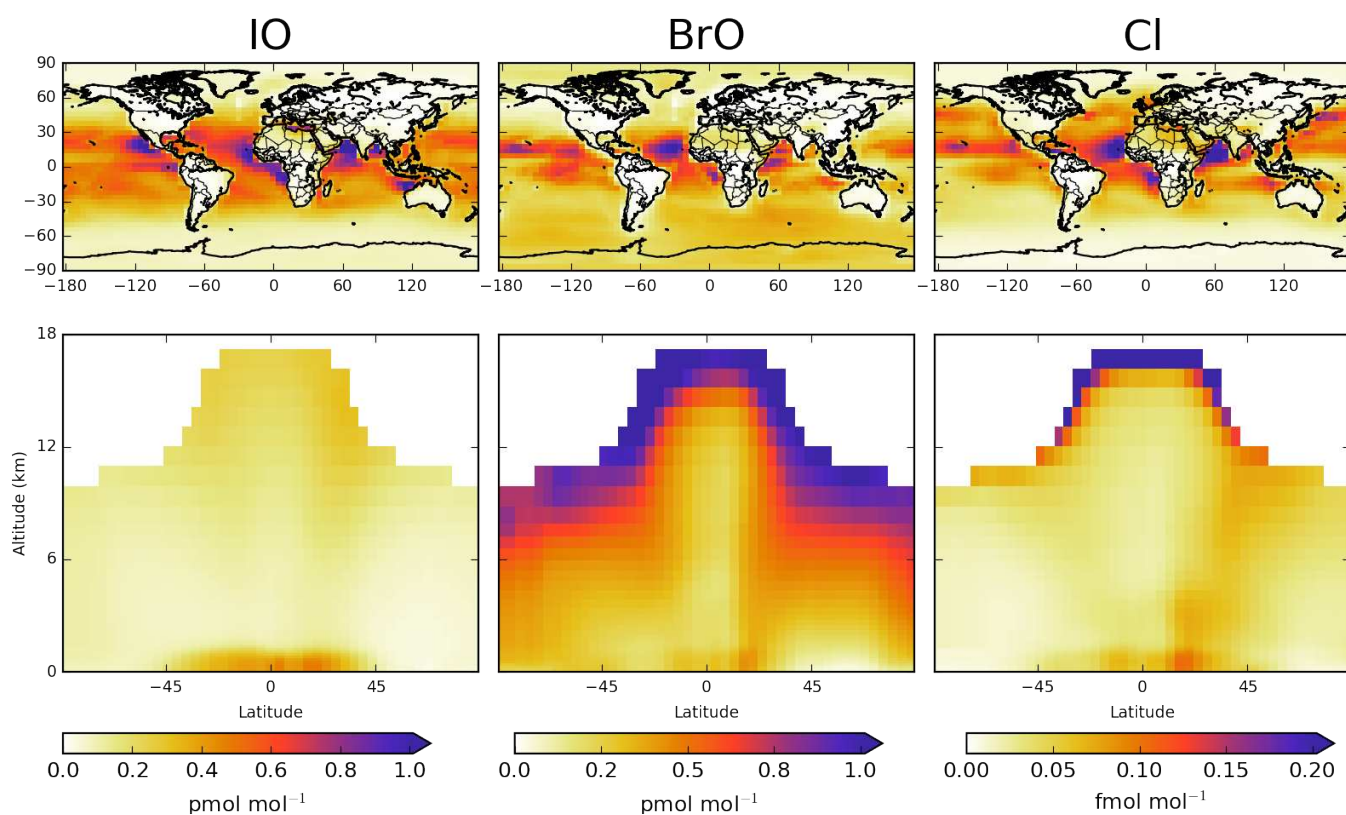 IO BrO Cl
90
60
30
0
−30
−60
−90
−180 −120 −60 0 60 120 −180 −120 −60 0 60 120 −180 −120 −60 0 60 120
18
12
6
0
Altitude (km)
−45 0 45 −45 0 45 −45 0 45
Latitude Latitude Latitude
0.0 0.2 0.4 0.6 0.8 1.0 0.0 0.2 0.5 0.8 1.0 0.00 0.05 0.10 0.15 0.20
pmol mol⁻¹ pmol mol⁻¹ fmol mol⁻¹